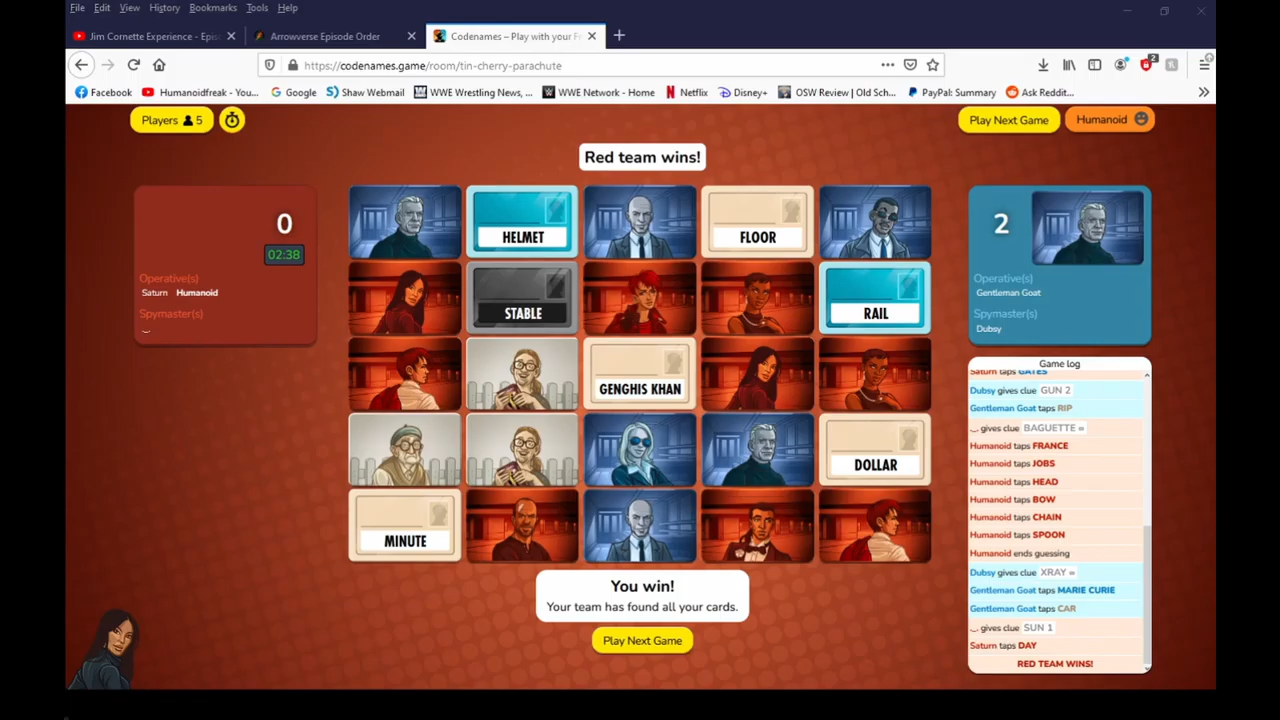 File Edit View History Bookmarks Tools Help
Jim Cornette Experience - Epis
Arrowverse Episode Order
Codenames – Play with your Fr
https://codenames.game/room/tin-cherry-parachute
2
Facebook
Humanoidfreak - You...
Google
Shaw Webmail
WWE Wrestling News, ...
WWE Network - Home
Netflix
Disney+
OSW Review | Old Sch...
PayPal: Summary
Ask Reddit...
Players 5
Play Next Game
Humanoid
Red team wins!
0
02:38
Operative(s)
Saturn Humanoid
Spymaster(s)
._.
HELMET
FLOOR
STABLE
RAIL
GENGHIS KHAN
DOLLAR
MINUTE
You win!
Your team has found all your cards.
Play Next Game
2
Operative(s)
Gentleman Goat
Spymaster(s)
Dubsy
Game log
Saturn taps GATES
Dubsy gives clue GUN 2
Gentleman Goat taps RIP
._. gives clue BAGUETTE ∞
Humanoid taps FRANCE
Humanoid taps JOBS
Humanoid taps HEAD
Humanoid taps BOW
Humanoid taps CHAIN
Humanoid taps SPOON
Humanoid ends guessing
Dubsy gives clue XRAY ∞
Gentleman Goat taps MARIE CURIE
Gentleman Goat taps CAR
._. gives clue SUN 1
Saturn taps DAY
RED TEAM WINS!